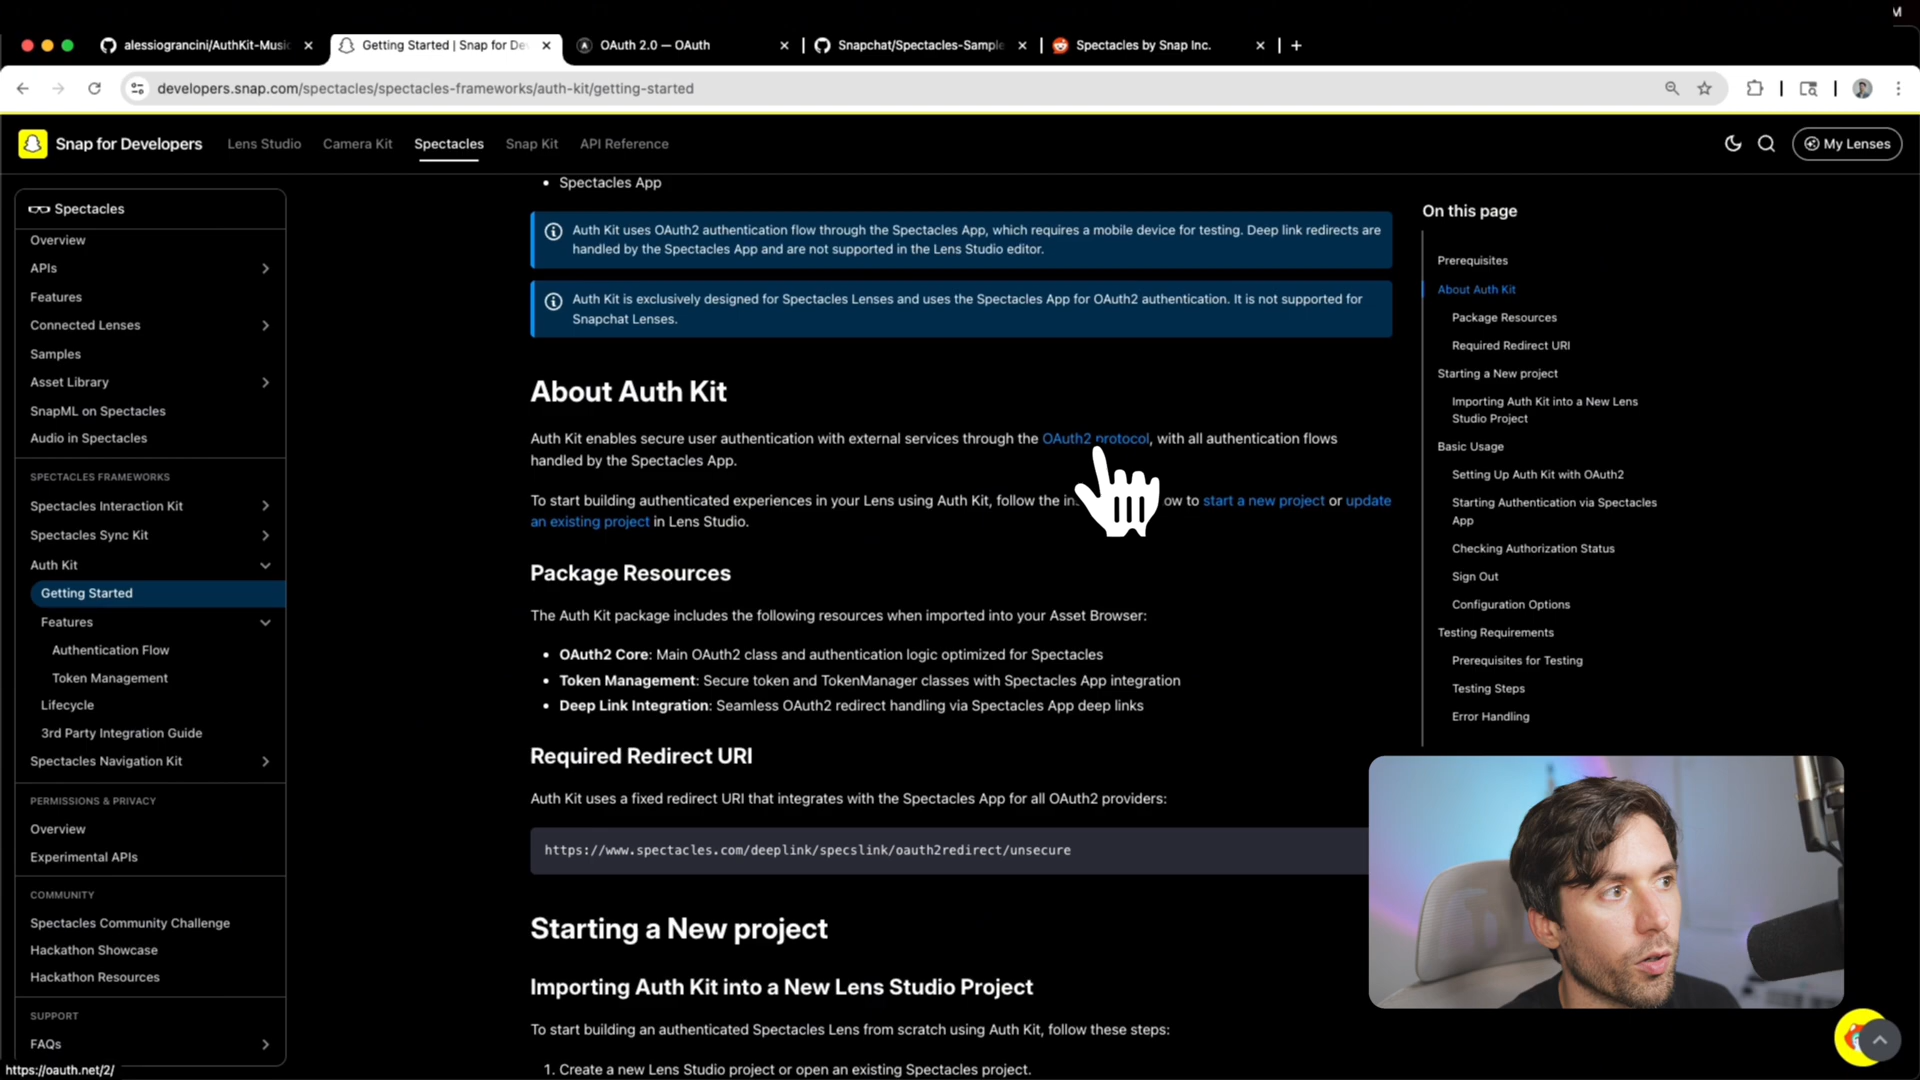 M
alessiograncini/AuthKit-Music
Getting Started | Snap for De
OAuth 2.0 — OAuth
Snapchat/Spectacles-Sample
Spectacles by Snap Inc.
developers.snap.com/spectacles/spectacles-frameworks/auth-kit/getting-started
Snap for Developers
Lens Studio
Camera Kit
Spectacles
Snap Kit
API Reference
My Lenses
Spectacles
Overview
APIs
Features
Connected Lenses
Samples
Asset Library
SnapML on Spectacles
Audio in Spectacles
SPECTACLES FRAMEWORKS
Spectacles Interaction Kit
Spectacles Sync Kit
Auth Kit
Getting Started
Features
Authentication Flow
Token Management
Lifecycle
3rd Party Integration Guide
Spectacles Navigation Kit
PERMISSIONS & PRIVACY
Overview
Experimental APIs
COMMUNITY
Spectacles Community Challenge
Hackathon Showcase
Hackathon Resources
SUPPORT
FAQs
https://oauth.net/2/
• Spectacles App
Auth Kit uses OAuth2 authentication flow through the Spectacles App, which requires a mobile device for testing. Deep link redirects are
handled by the Spectacles App and are not supported in the Lens Studio editor.
Auth Kit is exclusively designed for Spectacles Lenses and uses the Spectacles App for OAuth2 authentication. It is not supported for
Snapchat Lenses.
About Auth Kit
Auth Kit enables secure user authentication with external services through the OAuth2 protocol, with all authentication flows
handled by the Spectacles App.
To start building authenticated experiences in your Lens using Auth Kit, follow the in ow to start a new project or update
an existing project in Lens Studio.
Package Resources
The Auth Kit package includes the following resources when imported into your Asset Browser:
• OAuth2 Core: Main OAuth2 class and authentication logic optimized for Spectacles
• Token Management: Secure token and TokenManager classes with Spectacles App integration
• Deep Link Integration: Seamless OAuth2 redirect handling via Spectacles App deep links
Required Redirect URI
Auth Kit uses a fixed redirect URI that integrates with the Spectacles App for all OAuth2 providers:
https://www.spectacles.com/deeplink/specslink/oauth2redirect/unsecure
Starting a New project
Importing Auth Kit into a New Lens Studio Project
To start building an authenticated Spectacles Lens from scratch using Auth Kit, follow these steps:
1. Create a new Lens Studio project or open an existing Spectacles project.
On this page
Prerequisites
About Auth Kit
Package Resources
Required Redirect URI
Starting a New project
Importing Auth Kit into a New Lens
Studio Project
Basic Usage
Setting Up Auth Kit with OAuth2
Starting Authentication via Spectacles
App
Checking Authorization Status
Sign Out
Configuration Options
Testing Requirements
Prerequisites for Testing
Testing Steps
Error Handling